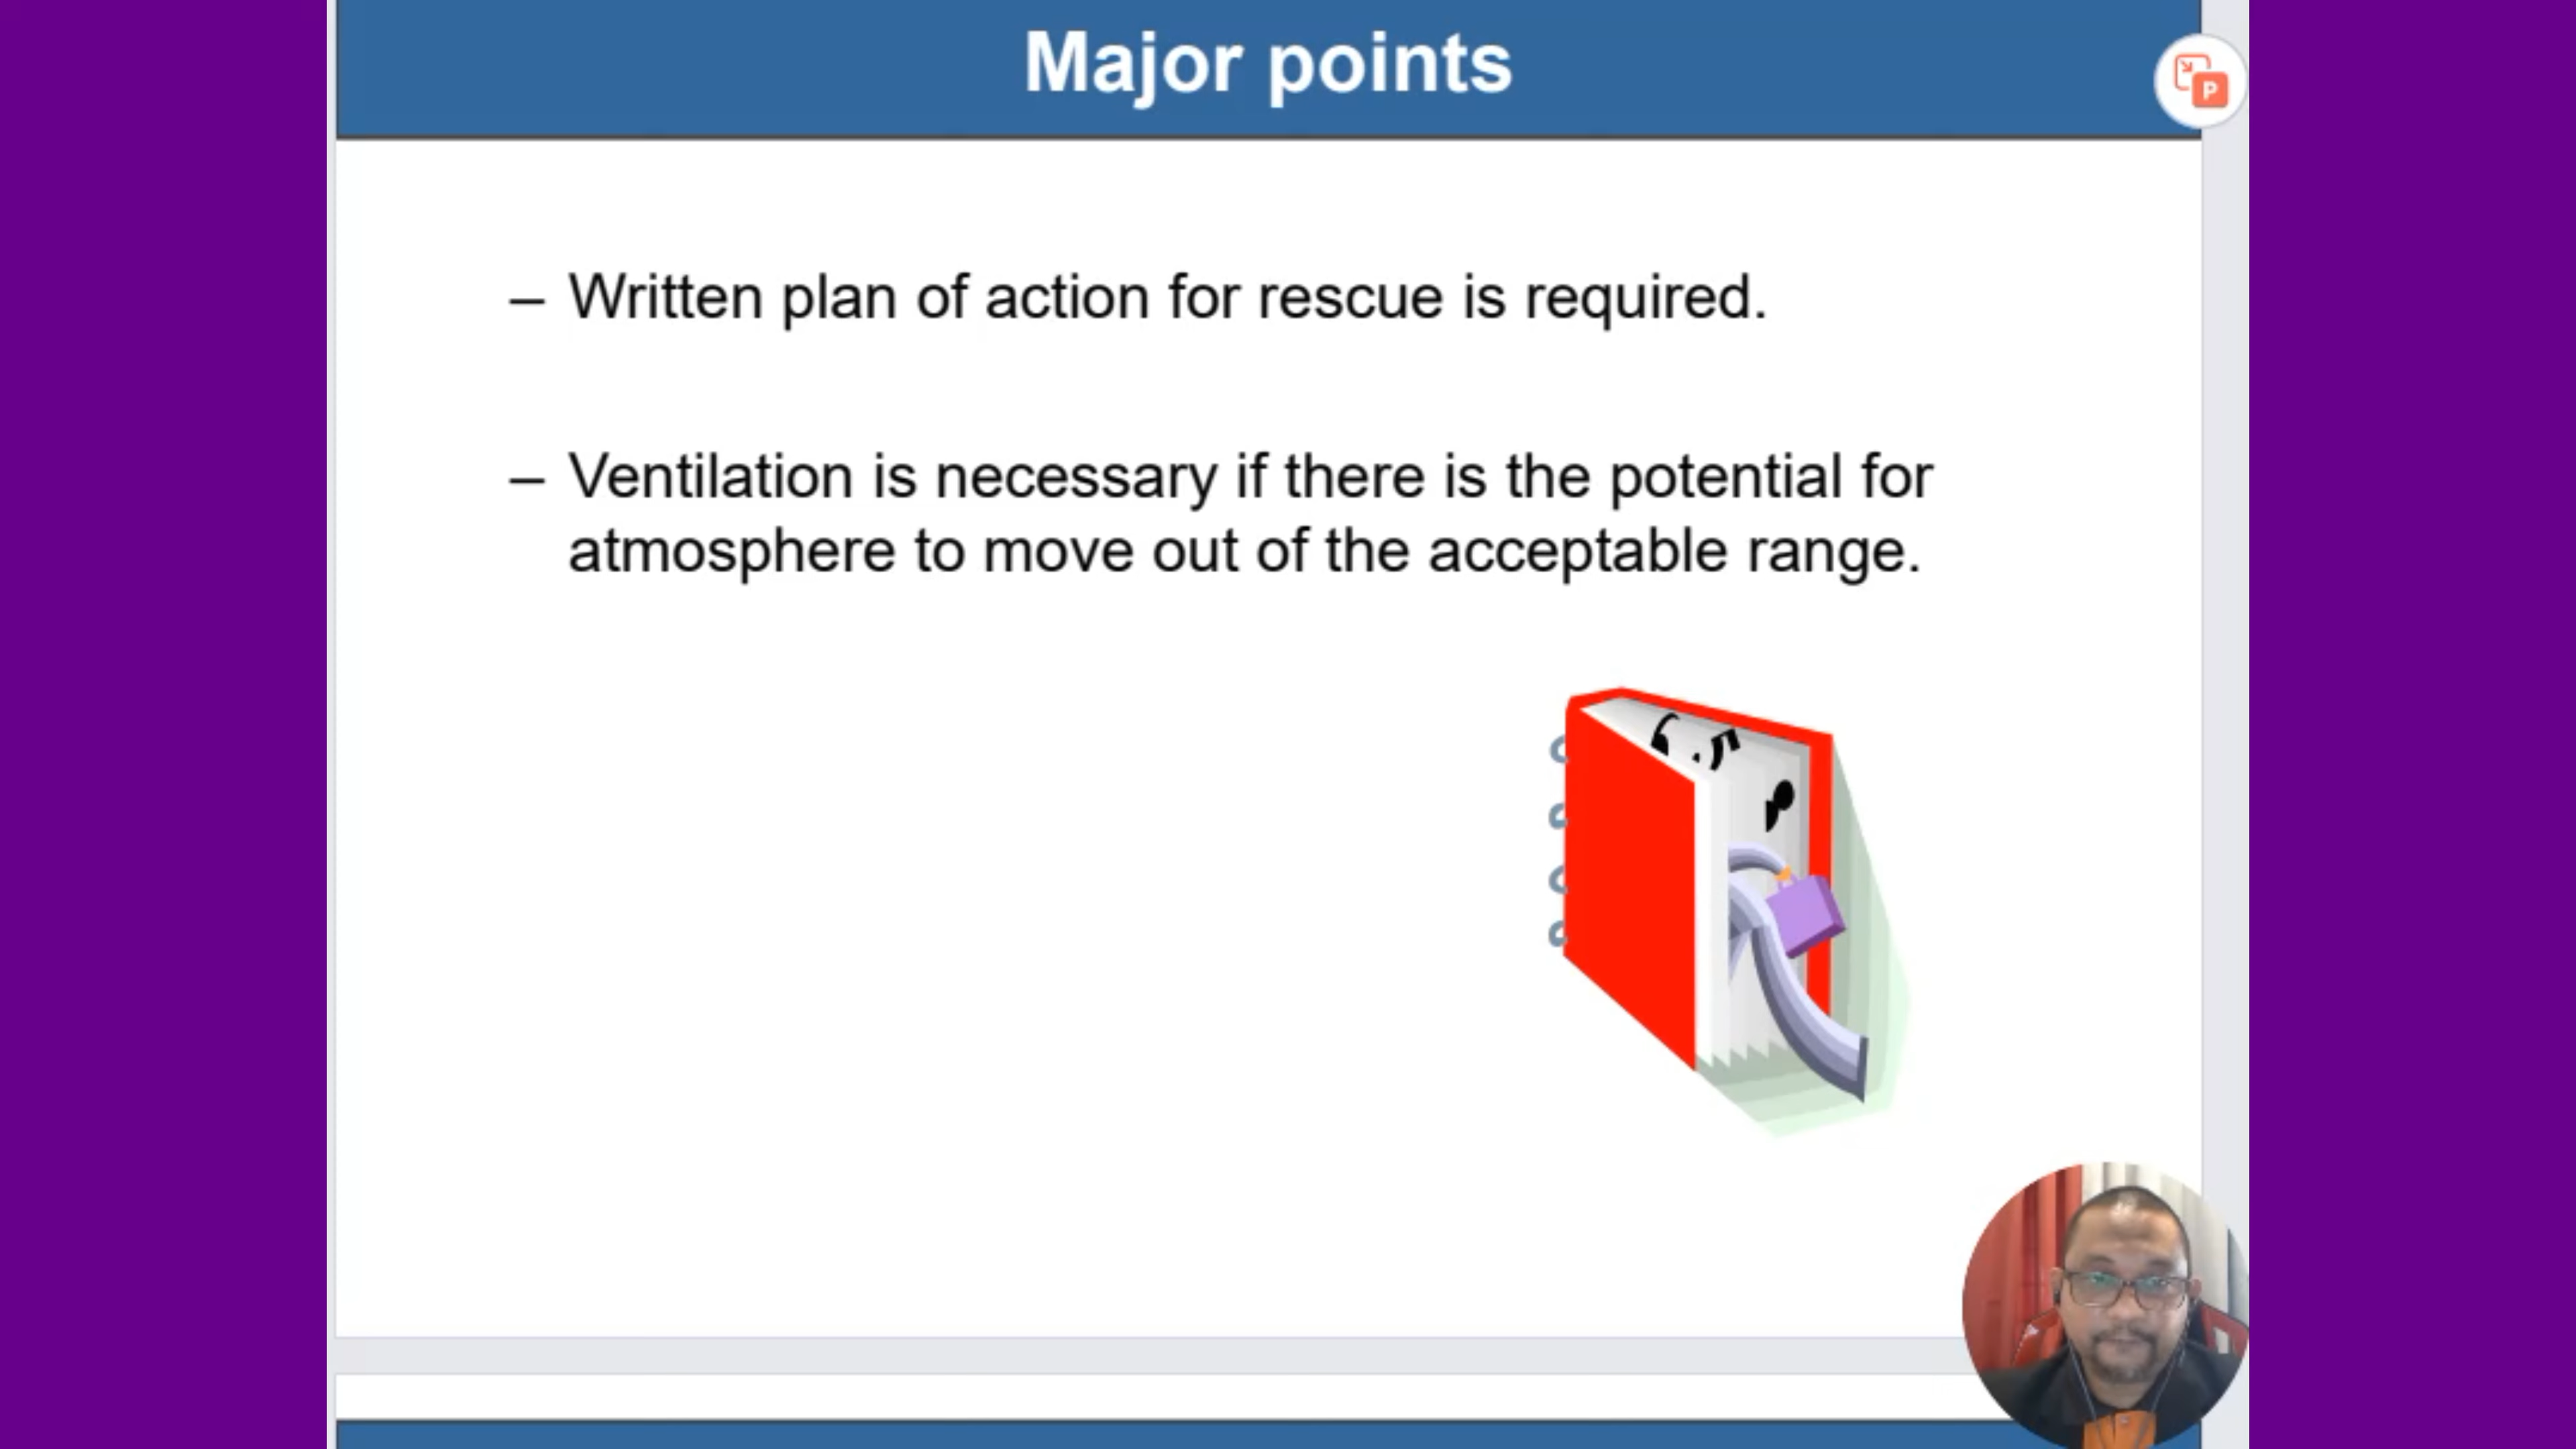 Major points
P
– Written plan of action for rescue is required.
– Ventilation is necessary if there is the potential for
atmosphere to move out of the acceptable range.